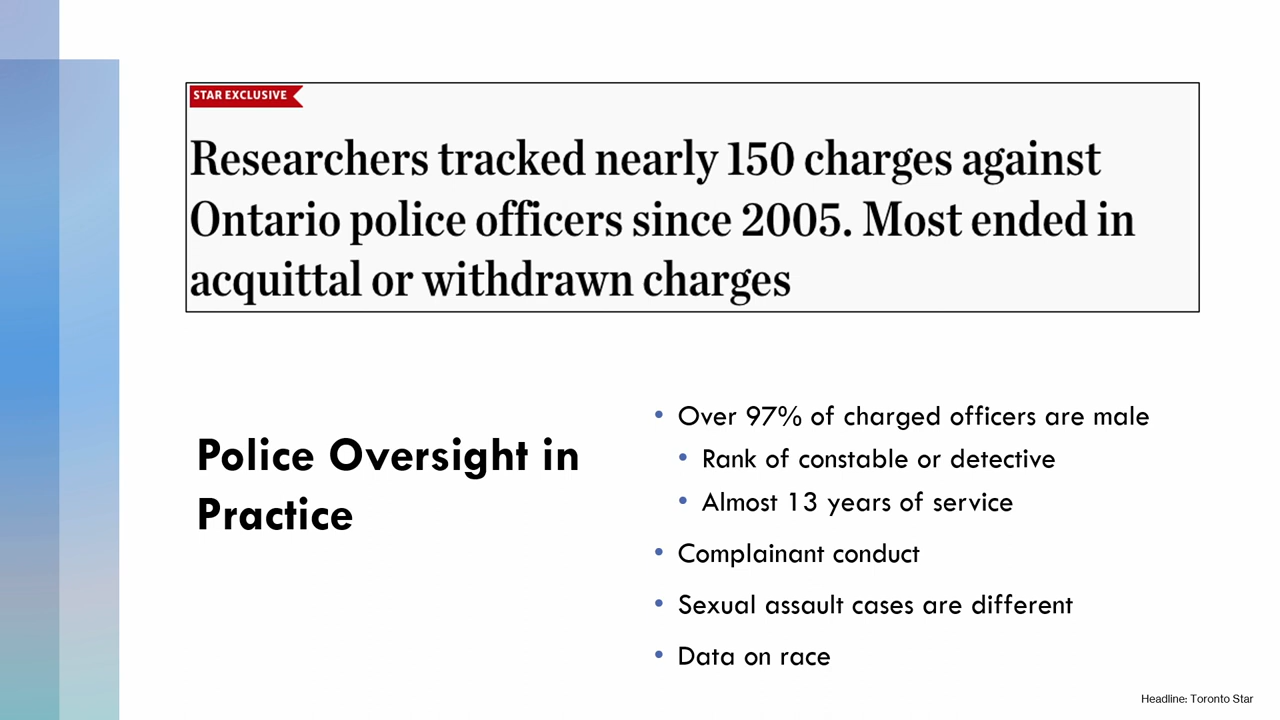 STAR EXCLUSIVE
Researchers tracked nearly 150 charges against
Ontario police officers since 2005. Most ended in
acquittal or withdrawn charges
Police Oversight in
Practice
• Over 97% of charged officers are male
• Rank of constable or detective
• Almost 13 years of service
• Complainant conduct
• Sexual assault cases are different
• Data on race
Headline: Toronto Star